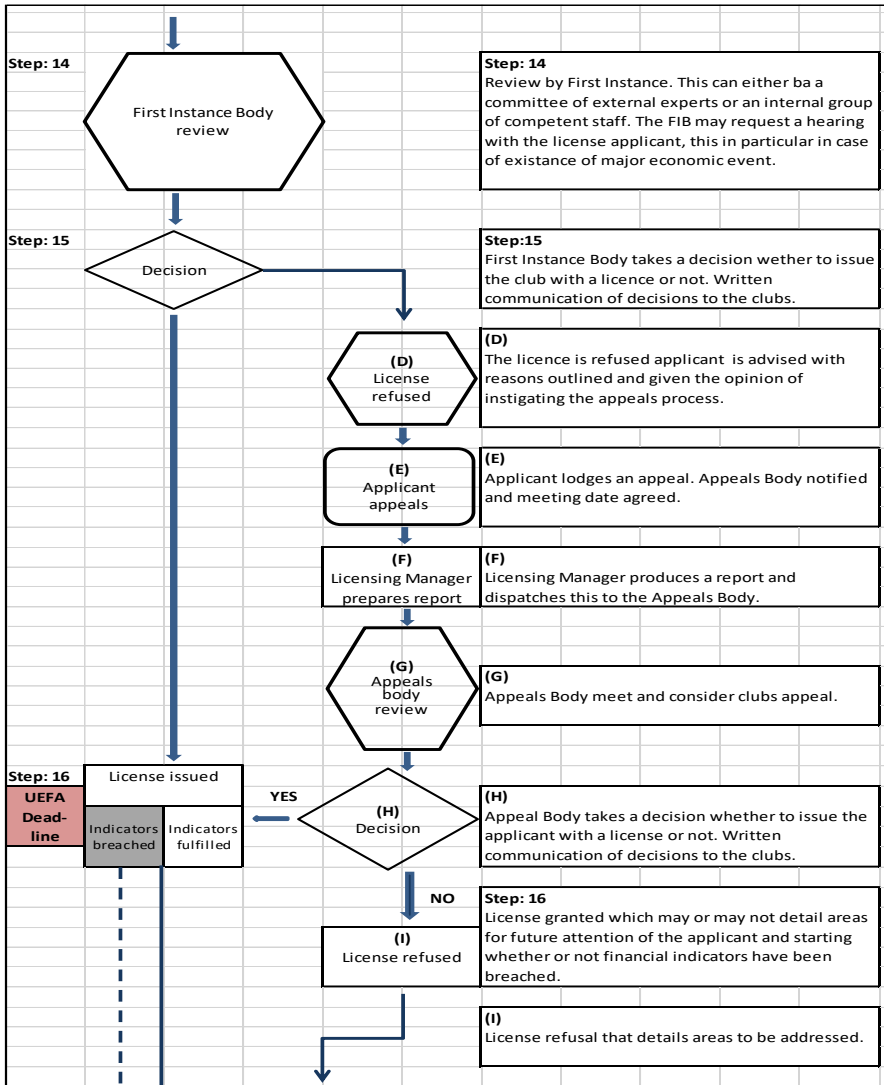 Step: 14
First Instance Body
review
Step: 14
Review by First Instance. This can either ba a
committee of external experts or an internal group
of competent staff. The FIB may request a hearing
with the license applicant, this in particular in case
of existance of major economic event.
Step: 15
Decision
Step:15
First Instance Body takes a decision wether to issue
the club with a licence or not. Written
communication of decisions to the clubs.
(D)
License
refused
(D)
The licence is refused applicant is advised with
reasons outlined and given the opinion of
instigating the appeals process.
(E)
Applicant
appeals
(E)
Applicant lodges an appeal. Appeals Body notified
and meeting date agreed.
(F)
Licensing Manager
prepares report
(F)
Licensing Manager produces a report and
dispatches this to the Appeals Body.
(G)
Appeals
body
review
(G)
Appeals Body meet and consider clubs appeal.
Step: 16
UEFA
Dead-
line
License issued
Indicators
breached
Indicators
fulfilled
YES
(H)
Decision
(H)
Appeal Body takes a decision whether to issue the
applicant with a license or not. Written
communication of decisions to the clubs.
NO
(I)
License refused
Step: 16
License granted which may or may not detail areas
for future attention of the applicant and starting
whether or not financial indicators have been
breached.
(I)
License refusal that details areas to be addressed.